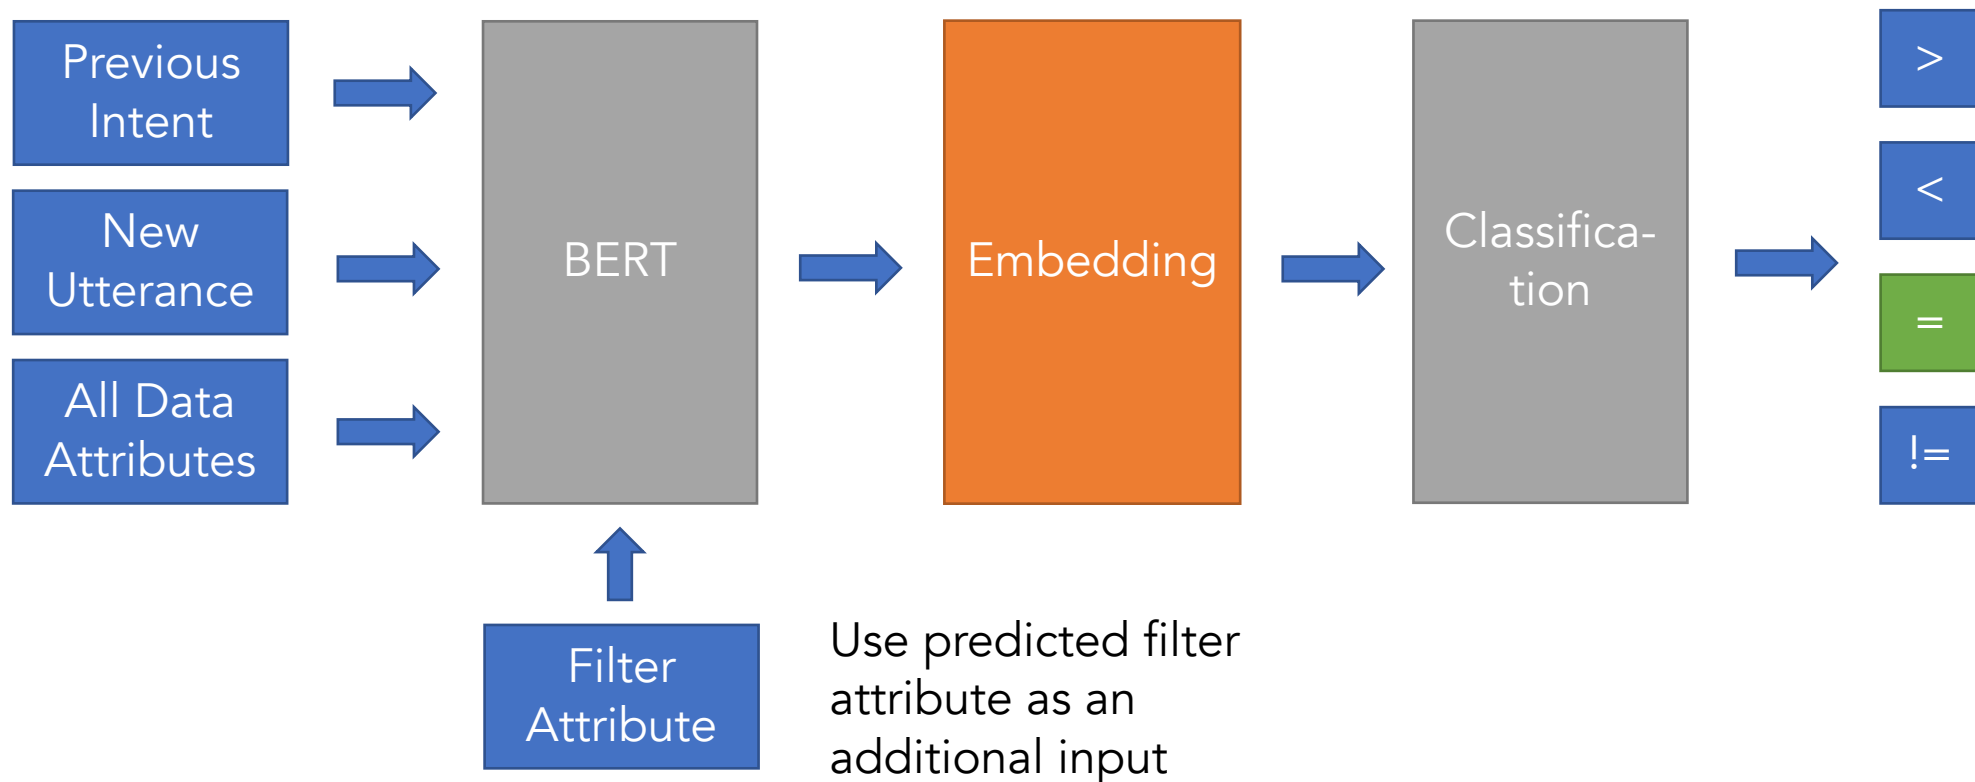 Previous
Intent
New
Utterance
All Data
Attributes
BERT
Embedding
Classifica-
tion
>
<
=
!=
Filter
Attribute
Use predicted filter
attribute as an
additional input